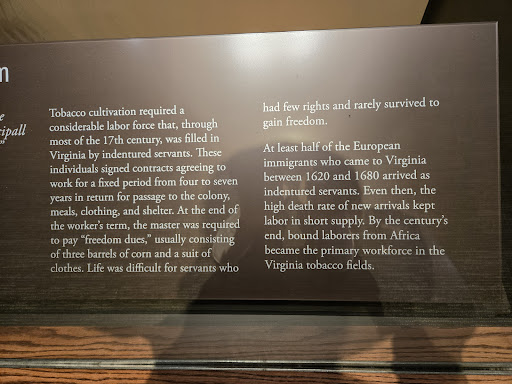 m
e
cipall
”
Tobacco cultivation required a
considerable labor force that, through
most of the 17th century, was filled in
Virginia by indentured servants. These
individuals signed contracts agreeing to
work for a fixed period from four to seven
years in return for passage to the colony,
meals, clothing, and shelter. At the end of
the worker's term, the master was required
to pay “freedom dues,” usually consisting
of three barrels of corn and a suit of
clothes. Life was difficult for servants who
had few rights and rarely survived to
gain freedom.
At least half of the European
immigrants who came to Virginia
between 1620 and 1680 arrived as
indentured servants. Even then, the
high death rate of new arrivals kept
labor in short supply. By the century's
end, bound laborers from Africa
became the primary workforce in the
Virginia tobacco fields.